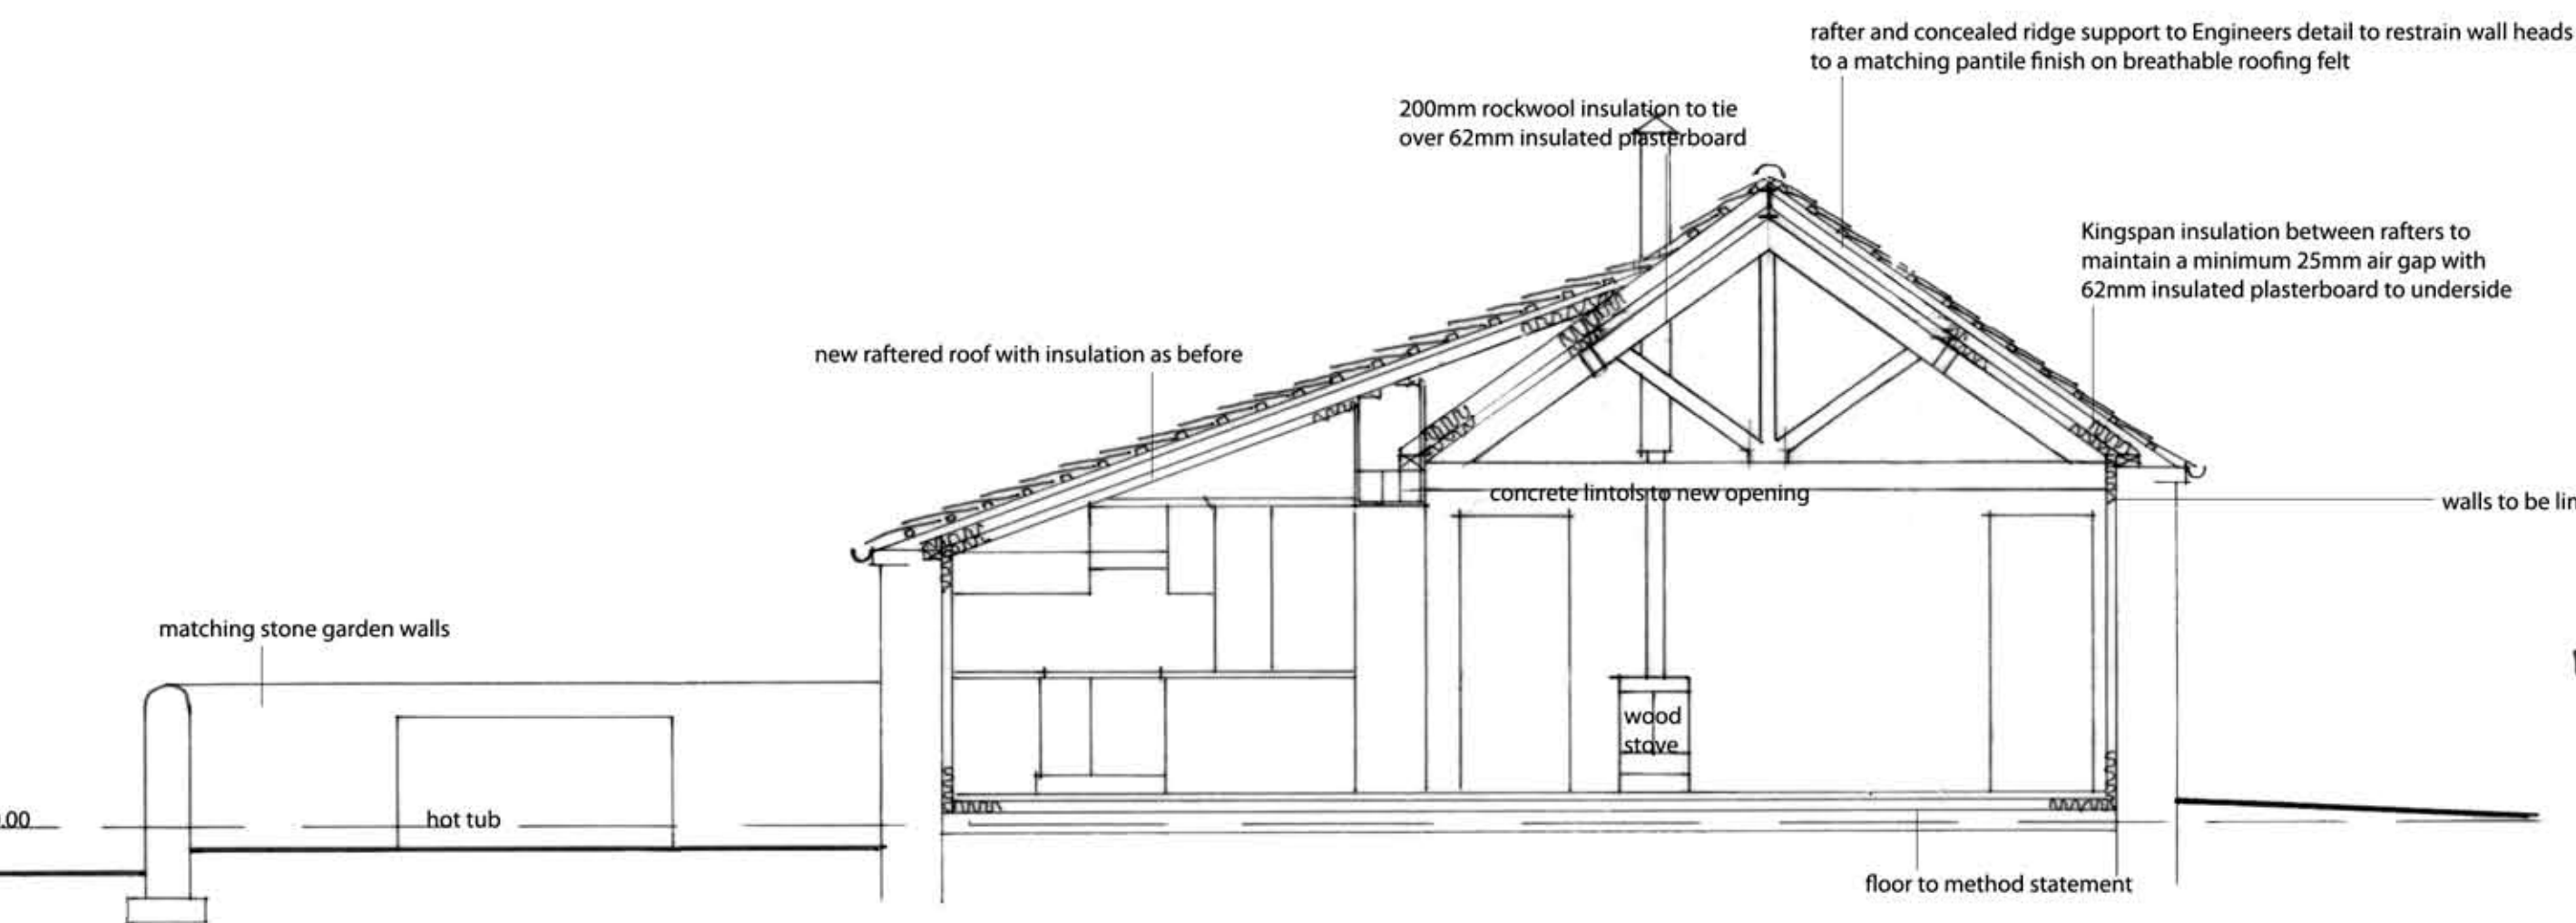 rafter and concealed ridge support to Engineers detail to restrain wall heads
to a matching pantile finish on breathable roofing felt
200mm rockwool insulation to tie
over 62mm insulated plasterboard
Kingspan insulation between rafters to
maintain a minimum 25mm air gap with
62mm insulated plasterboard to underside
new raftered roof with insulation as before
concrete lintols to new opening
walls to be
matching stone garden walls
wood
stove
.00
hot tub
floor to method statement